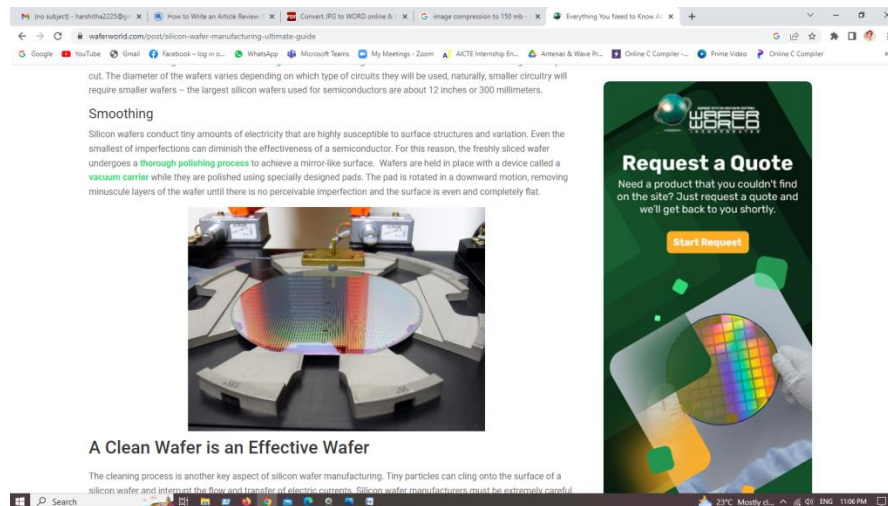 (no subject) - harshitha2225@gm
How to Write an Article Review
Convert JPG to WORD online &
image compression to 150 mb -
Everything You Need to Know A
waferworld.com/post/silicon-wafer-manufacturing-ultimate-guide
Google YouTube Gmail Facebook – log in o... WhatsApp Microsoft Teams My Meetings - Zoom AICTE Internship En... Antenas & Wave Pr... Online C Compiler -... Prime Video Online C Compiler
cut. The diameter of the wafers varies depending on which type of circuits they will be used, naturally, smaller circuitry will
require smaller wafers – the largest silicon wafers used for semiconductors are about 12 inches or 300 millimeters.
Smoothing
Silicon wafers conduct tiny amounts of electricity that are highly susceptible to surface structures and variation. Even the
smallest of imperfections can diminish the effectiveness of a semiconductor. For this reason, the freshly sliced wafer
undergoes a thorough polishing process to achieve a mirror-like surface. Wafers are held in place with a device called a
vacuum carrier while they are polished using specially designed pads. The pad is rotated in a downward motion, removing
minuscule layers of the wafer until there is no perceivable imperfection and the surface is even and completely flat.
A Clean Wafer is an Effective Wafer
The cleaning process is another key aspect of silicon wafer manufacturing. Tiny particles can cling onto the surface of a
silicon wafer and interrupt the flow and transfer of electric currents. Silicon wafer manufacturers must be extremely careful
WAFER
WORLD
INCORPORATED
Request a Quote
Need a product that you couldn't find
on the site? Just request a quote and
we'll get back to you shortly.
Start Request
Search
23°C Mostly cl... ENG 11:06 PM